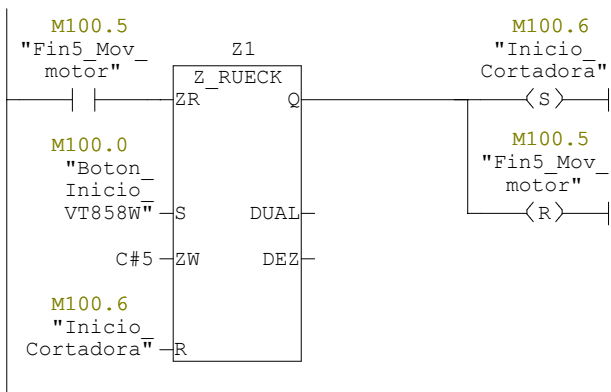 M100.5
"Fin5_Mov_
motor"
Z1
Z_RUECK
ZR
Q
M100.6
"Inicio_
Cortadora"
S
M100.5
"Fin5_Mov_
motor"
R
M100.0
"Boton_
Inicio_
VT858W"
S
DUAL
C#5
ZW
DEZ
M100.6
"Inicio_
Cortadora"
R